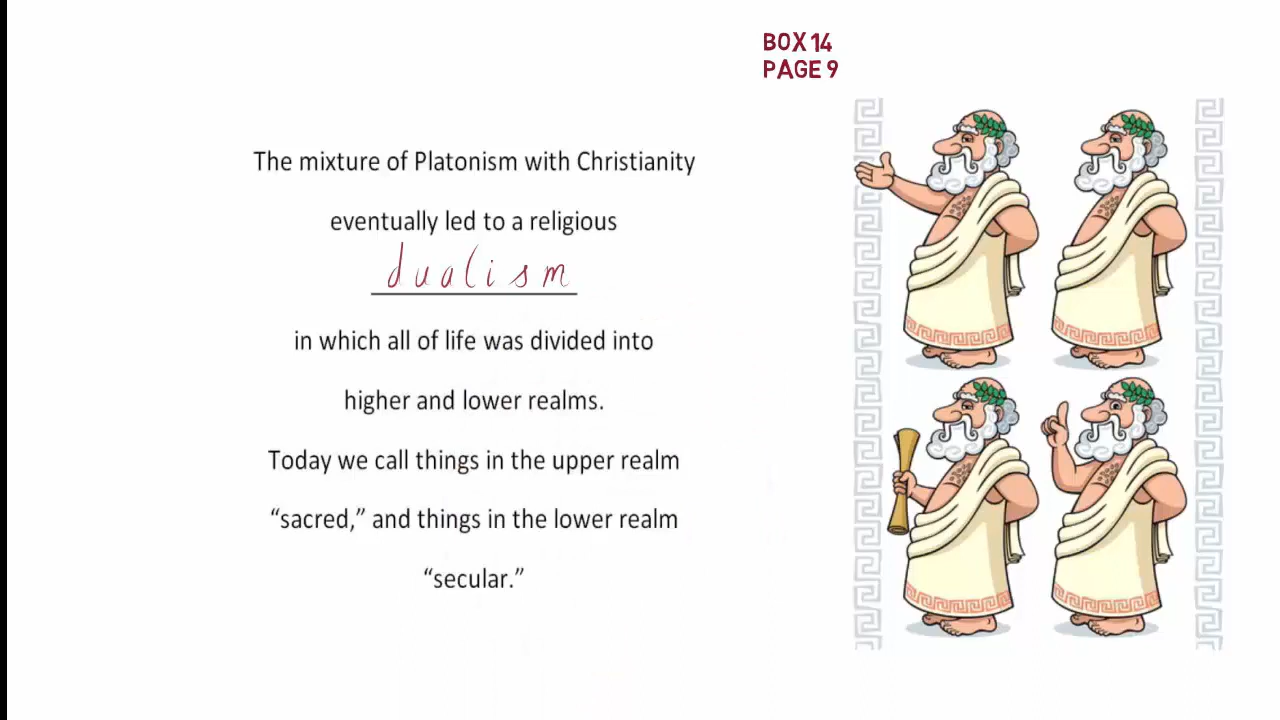 BOX 14
PAGE 9
The mixture of Platonism with Christianity
eventually led to a religious
dualism
in which all of life was divided into
higher and lower realms.
Today we call things in the upper realm
“sacred,” and things in the lower realm
“secular.”